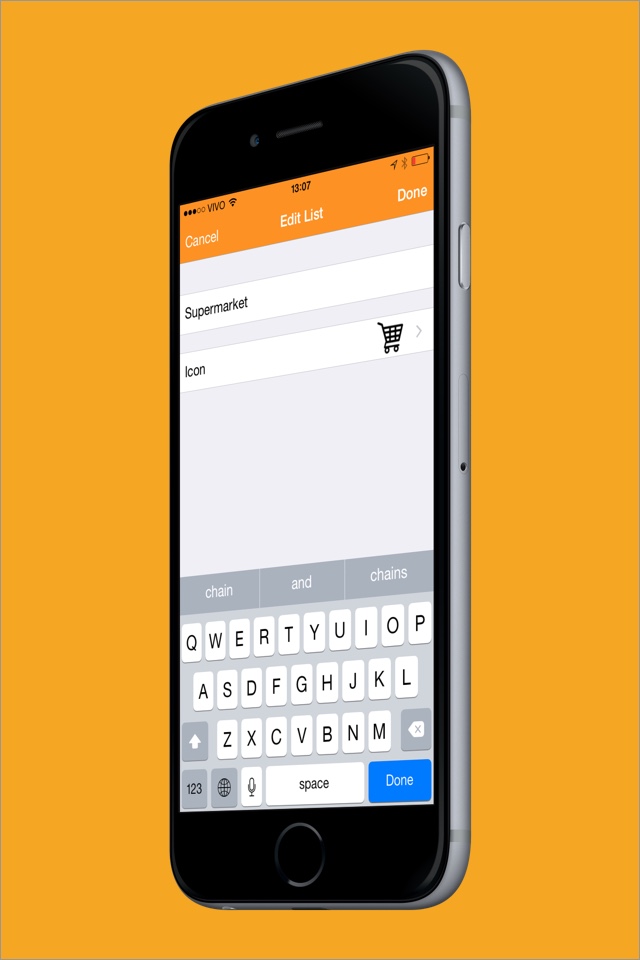 VIVO 13:07
Cancel Edit List Done
Supermarket
Icon
chain and chains
Q W E R T Y U I O P
A S D F G H J K L
Z X C V B N M
123 space Done